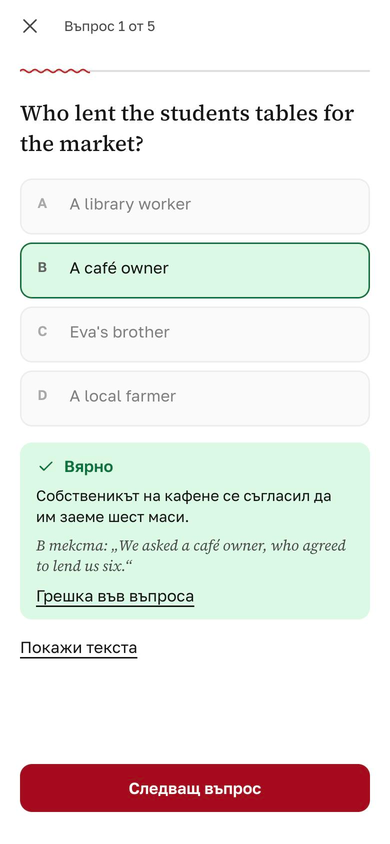 Въпрос 1 от 5
Who lent the students tables for
the market?
A A library worker
B A café owner
C Eva's brother
D A local farmer
Вярно
Собственикът на кафене се съгласил да
им заеме шест маси.
В текста: „We asked a café owner, who agreed
to lend us six.“
Грешка във въпроса
Покажи текста
Следващ въпрос